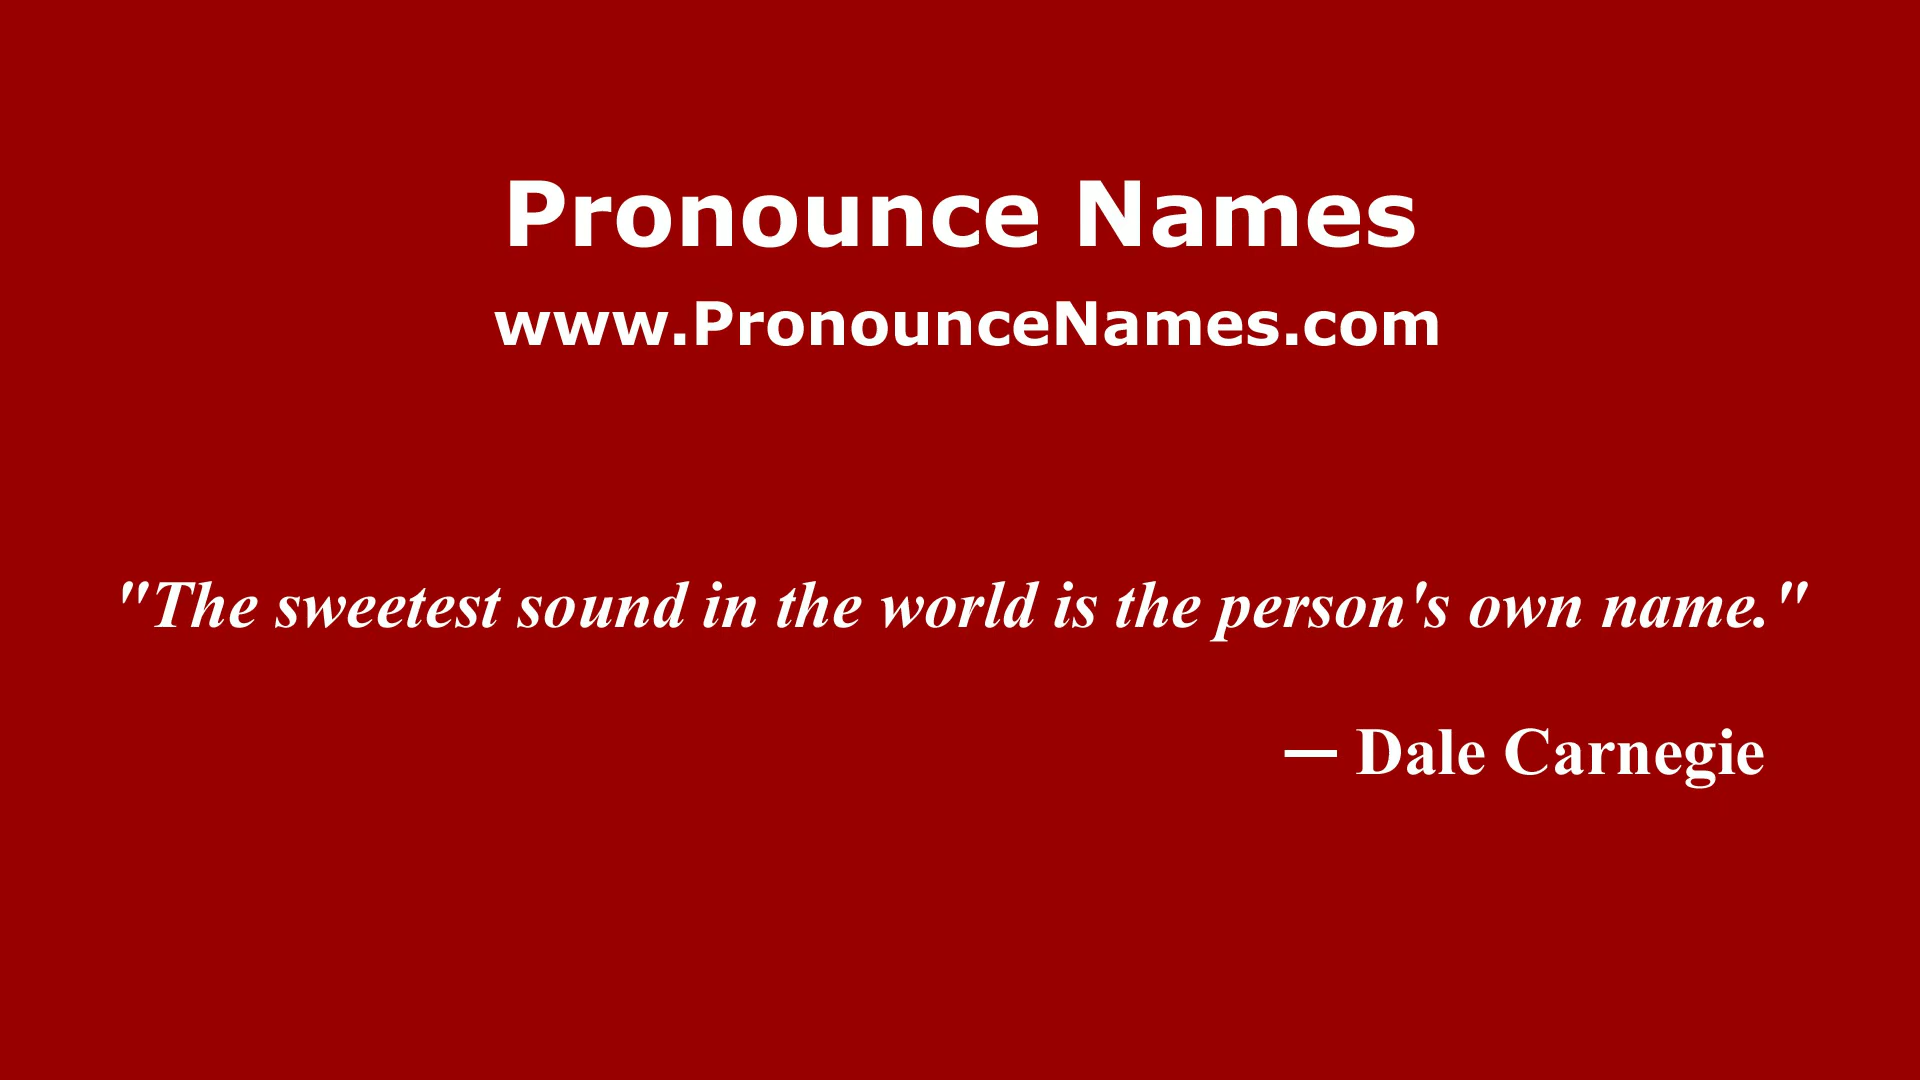 Pronounce Names
www.PronounceNames.com
"The sweetest sound in the world is the person's own name."
— Dale Carnegie